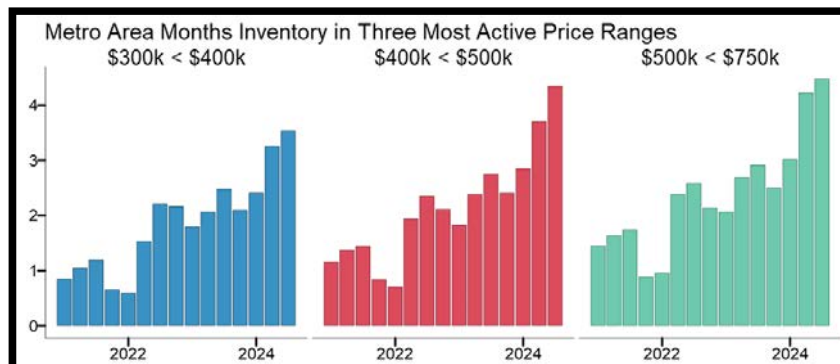 Metro Area Months Inventory in Three Most Active Price Ranges
$300k < $400k $400k < $500k $500k < $750k
4
3
2
1
0
2022 2024 2022 2024 2022 2024